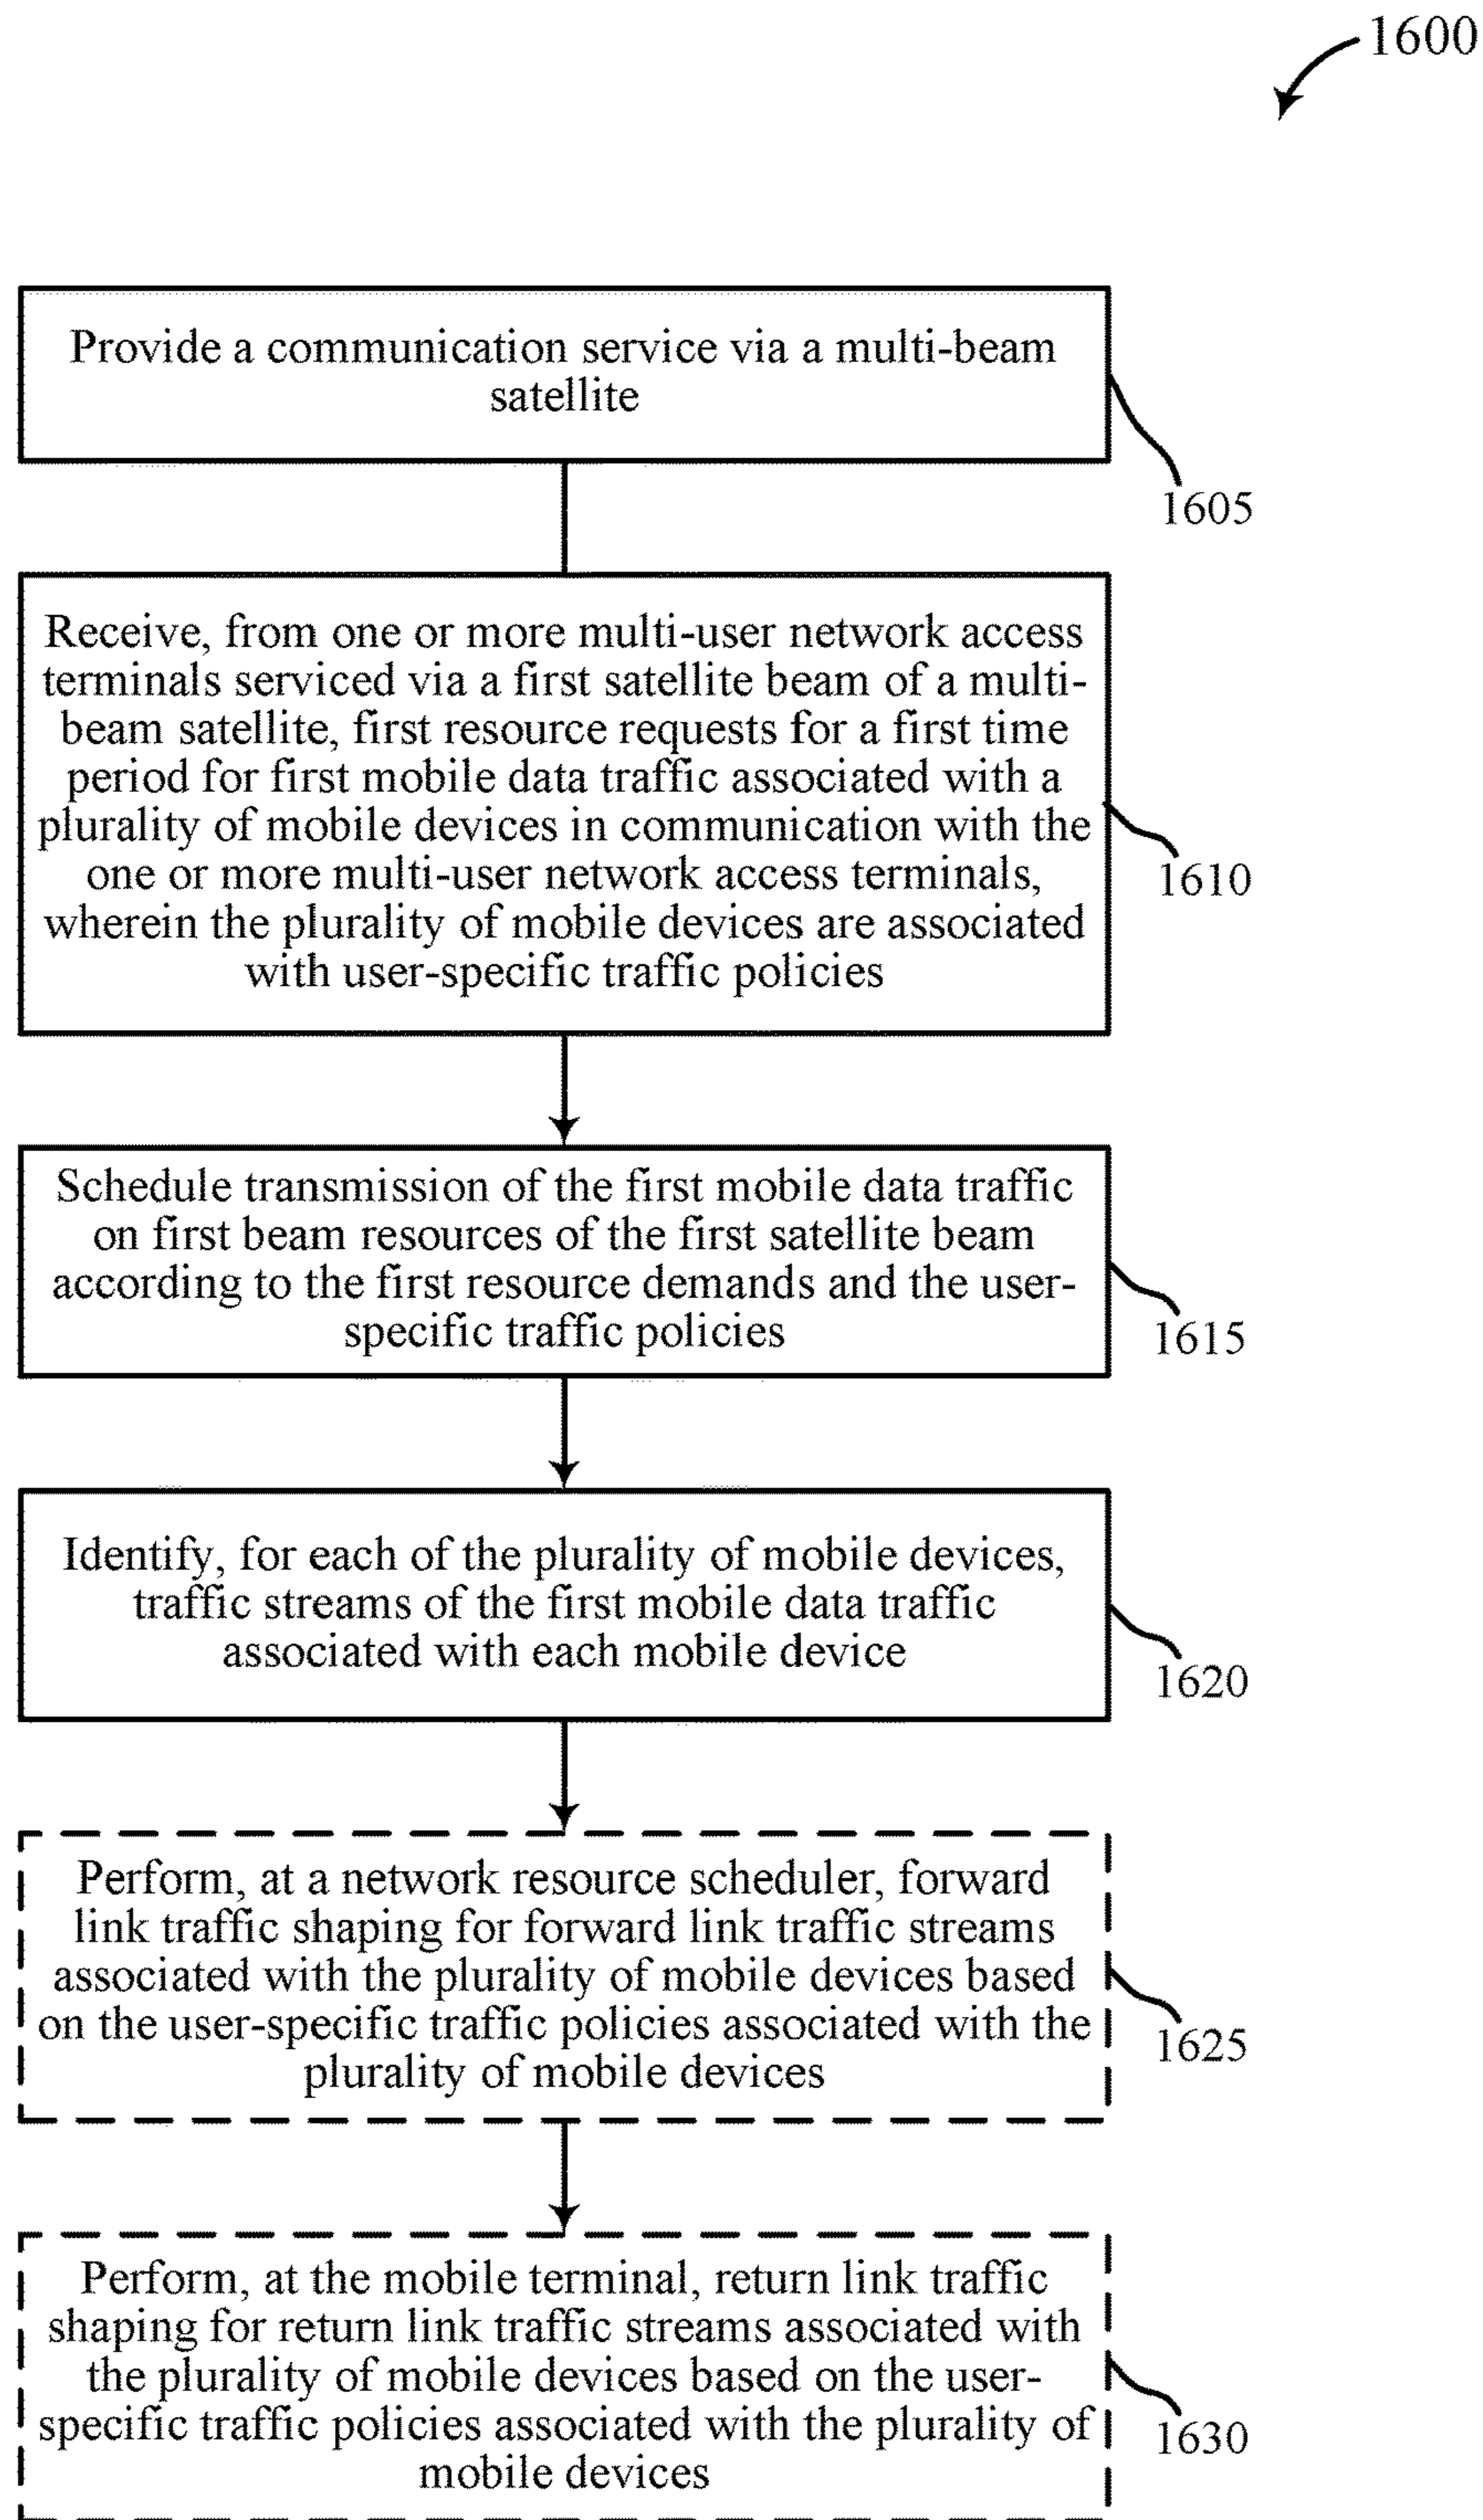 1600
Provide a communication service via a multi-beam
satellite
1605
Receive, from one or more multi-user network access
terminals serviced via a first satellite beam of a multi-
beam satellite, first resource requests for a first time
period for first mobile data traffic associated with a
plurality of mobile devices in communication with the
one or more multi-user network access terminals,
wherein the plurality of mobile devices are associated
with user-specific traffic policies
1610
Schedule transmission of the first mobile data traffic
on first beam resources of the first satellite beam
according to the first resource demands and the user-
specific traffic policies
1615
Identify, for each of the plurality of mobile devices,
traffic streams of the first mobile data traffic
associated with each mobile device
1620
Perform, at a network resource scheduler, forward
link traffic shaping for forward link traffic streams
associated with the plurality of mobile devices based
on the user-specific traffic policies associated with the
plurality of mobile devices
1625
Perform, at the mobile terminal, return link traffic
shaping for return link traffic streams associated with
the plurality of mobile devices based on the user-
specific traffic policies associated with the plurality of
mobile devices
1630